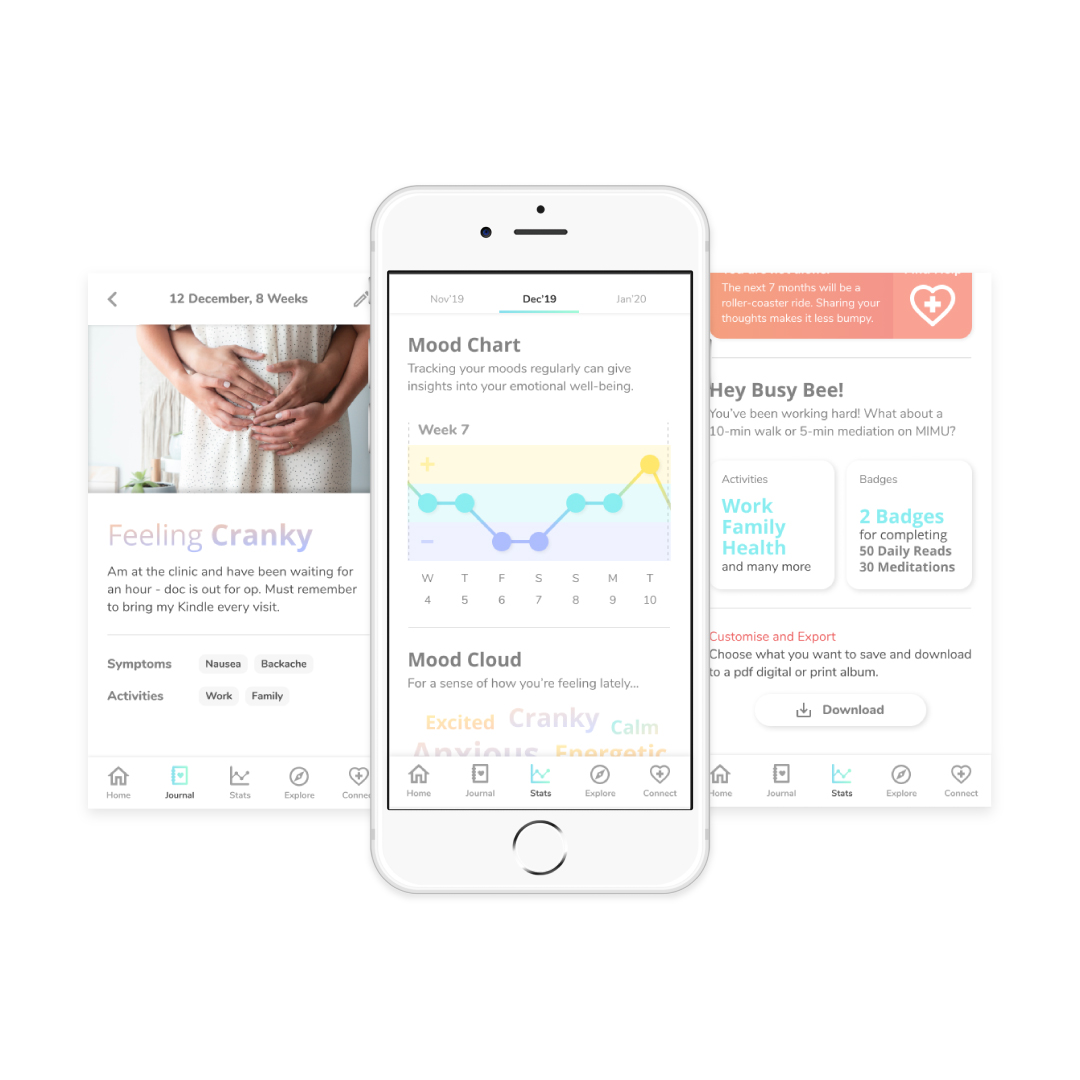 12 December, 8 Weeks
Feeling Cranky
Am at the clinic and have been waiting for
an hour - doc is out for op. Must remember
to bring my Kindle every visit.
Symptoms Nausea Backache
Activities Work Family
Home Journal Stats Explore
Nov'19 Dec'19 Jan'20
Mood Chart
Tracking your moods regularly can give
insights into your emotional well-being.
Week 7
+
–
W T F S S M T
4 5 6 7 8 9 10
Mood Cloud
For a sense of how you're feeling lately...
Excited Cranky Calm
Anxious Energetic
Home Journal Stats Explore Connect
The next 7 months will be a
roller-coaster ride. Sharing your
thoughts makes it less bumpy.
Hey Busy Bee!
You've been working hard! What about a
10-min walk or 5-min mediation on MIMU?
Activities
Work
Family
Health
and many more
Badges
2 Badges
for completing
50 Daily Reads
30 Meditations
Customise and Export
Choose what you want to save and download
to a pdf digital or print album.
Download
Home Journal Stats Explore Connect